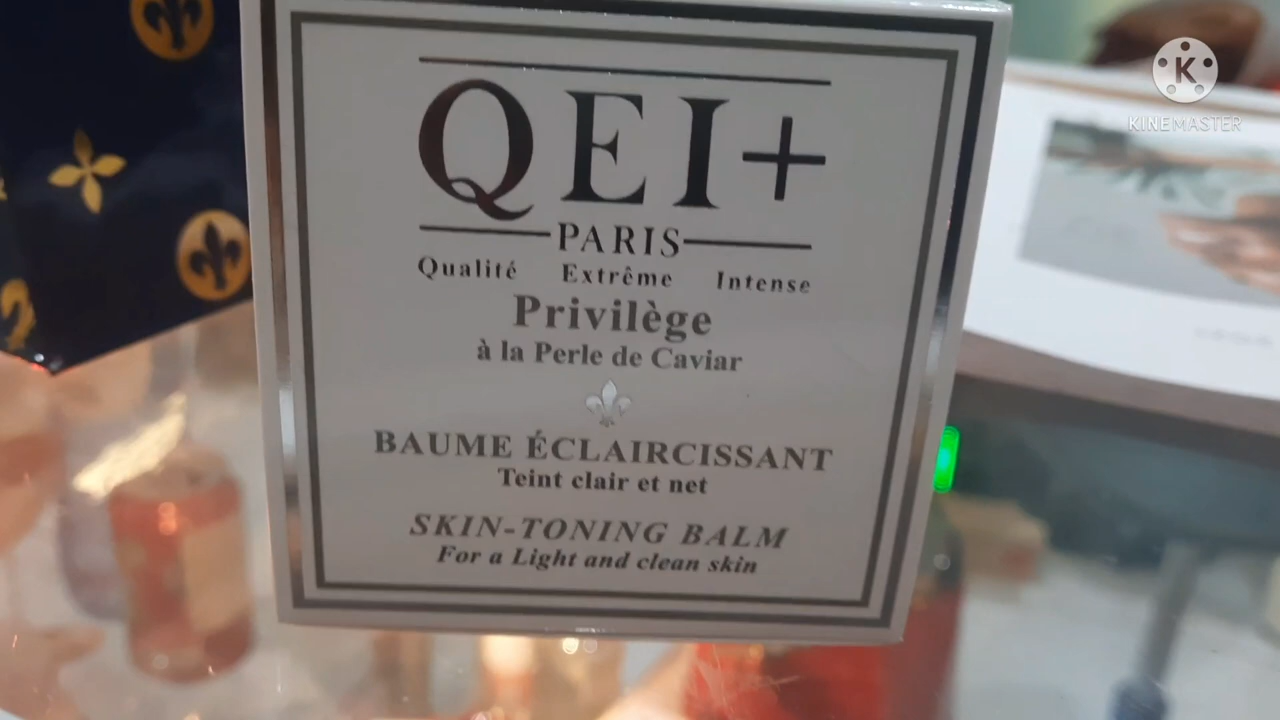 QEI+
PARIS
Qualité Extrême Intense
Privilège
à la Perle de Caviar
BAUME ÉCLAIRCISSANT
Teint clair et net
SKIN-TONING BALM
For a Light and clean skin
K
KINEMASTER